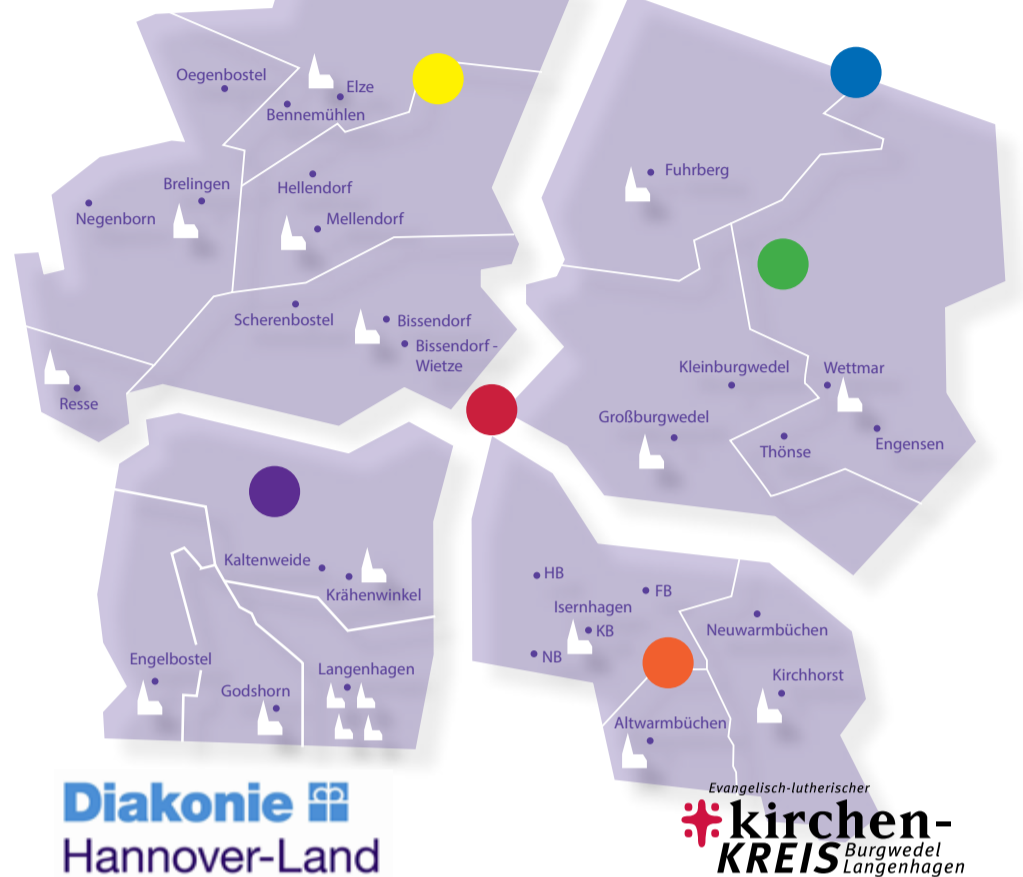 Oegenbostel
Elze
Bennemühlen
Brelingen
Hellendorf
Negenborn
Mellendorf
Scherenbostel
Bissendorf
Bissendorf -
Wietze
Resse
Fuhrberg
Kleinburgwedel
Wettmar
Großburgwedel
Thönse
Engensen
Kaltenweide
Krähenwinkel
Engelbostel
Godshorn
Langenhagen
HB
FB
Isernhagen
KB
NB
Neuwarmbüchen
Kirchhorst
Altwarmbüchen
Diakonie
Hannover-Land
Evangelisch-lutherischer
kirchen-
KREIS Burgwedel
Langenhagen